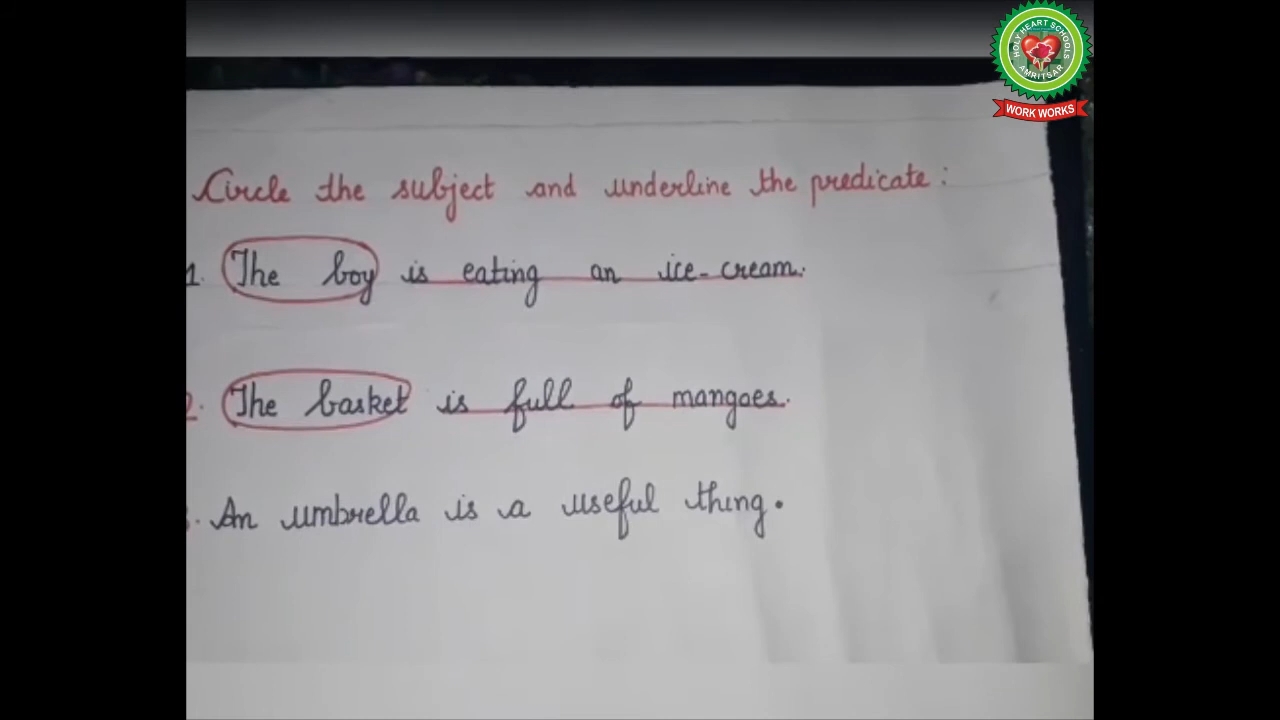 HOLY HEART SCHOOLS
AMRITSAR
WORK WORKS
Circle the subject and underline the predicate :
1. The boy is eating an ice-cream.
2. The basket is full of mangoes.
. An umbrella is a useful thing.